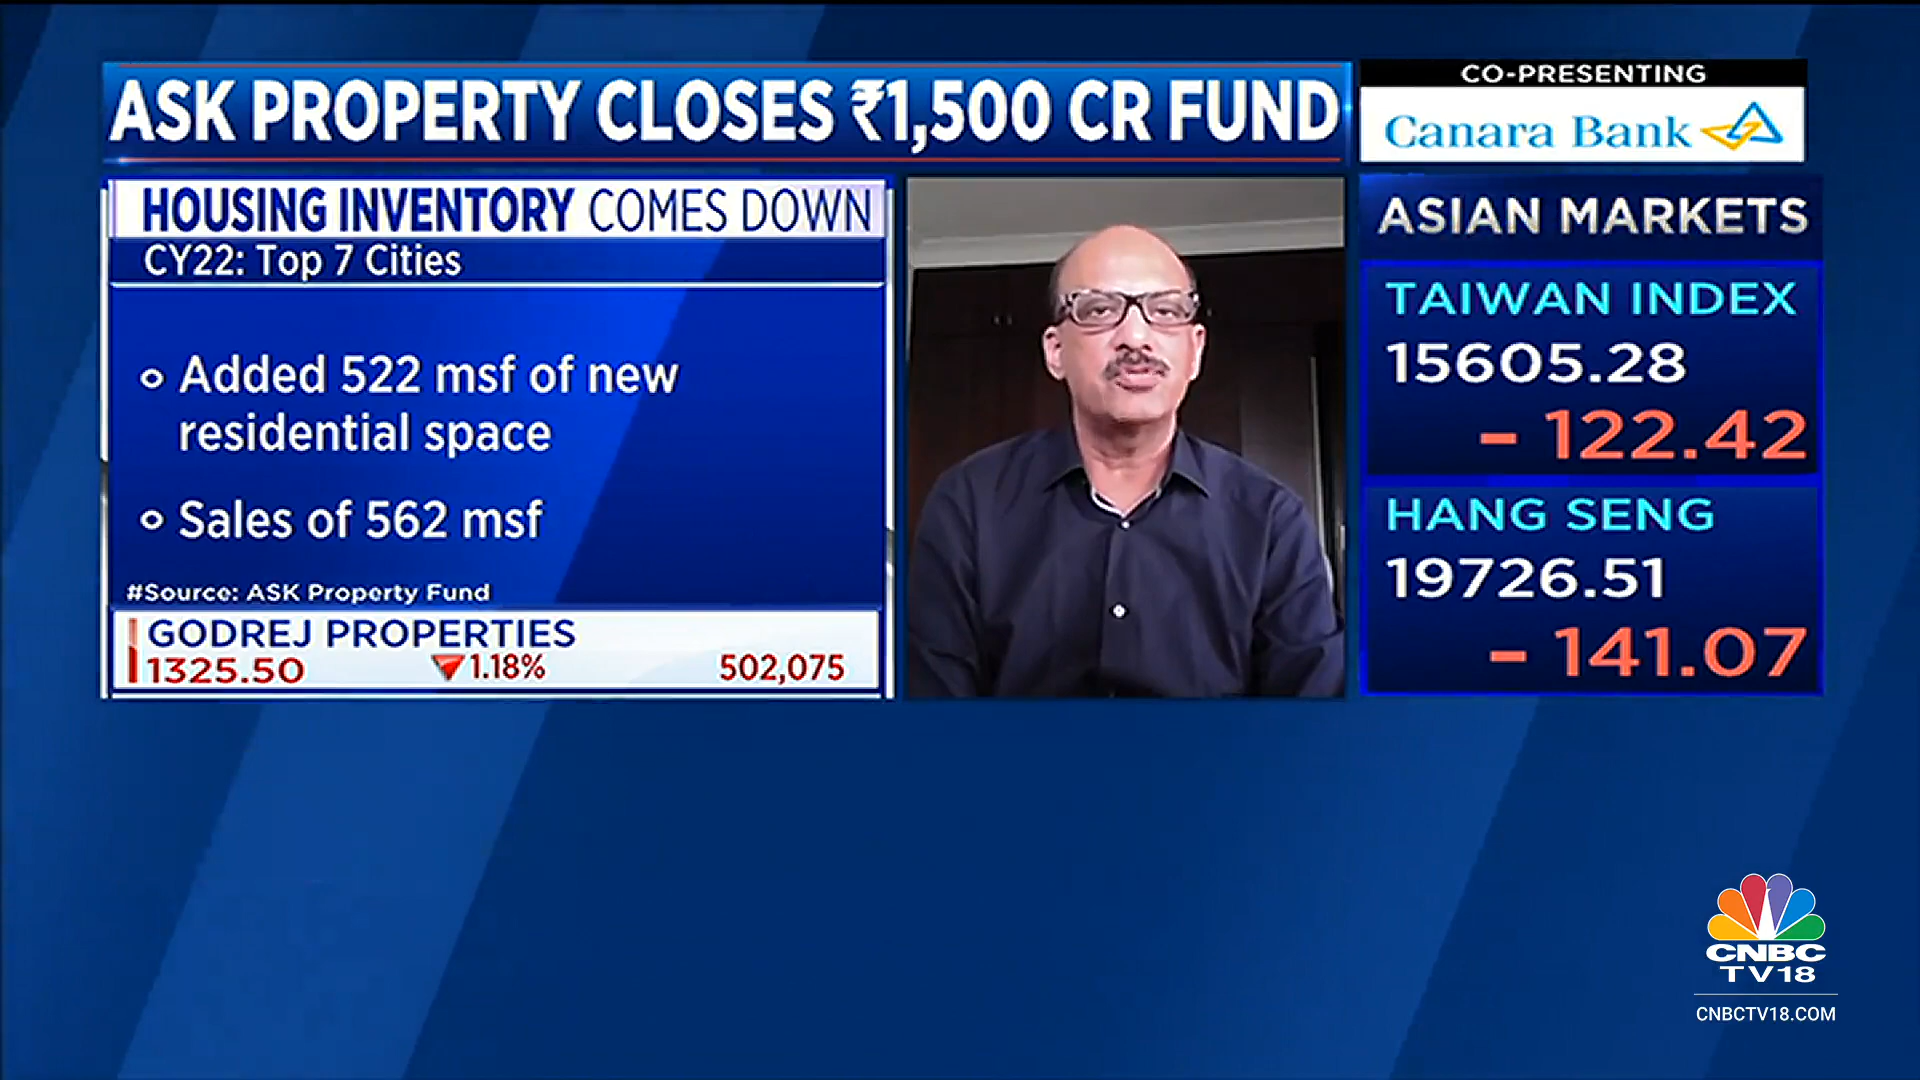 ASK PROPERTY CLOSES ₹1,500 CR FUND
CO-PRESENTING
Canara Bank
HOUSING INVENTORY COMES DOWN
CY22: Top 7 Cities
Added 522 msf of new
residential space
Sales of 562 msf
#Source: ASK Property Fund
GODREJ PROPERTIES
1325.50 ▼1.18% 502,075
ASIAN MARKETS
TAIWAN INDEX
15605.28
- 122.42
HANG SENG
19726.51
- 141.07
CNBC
TV18
CNBCTV18.COM